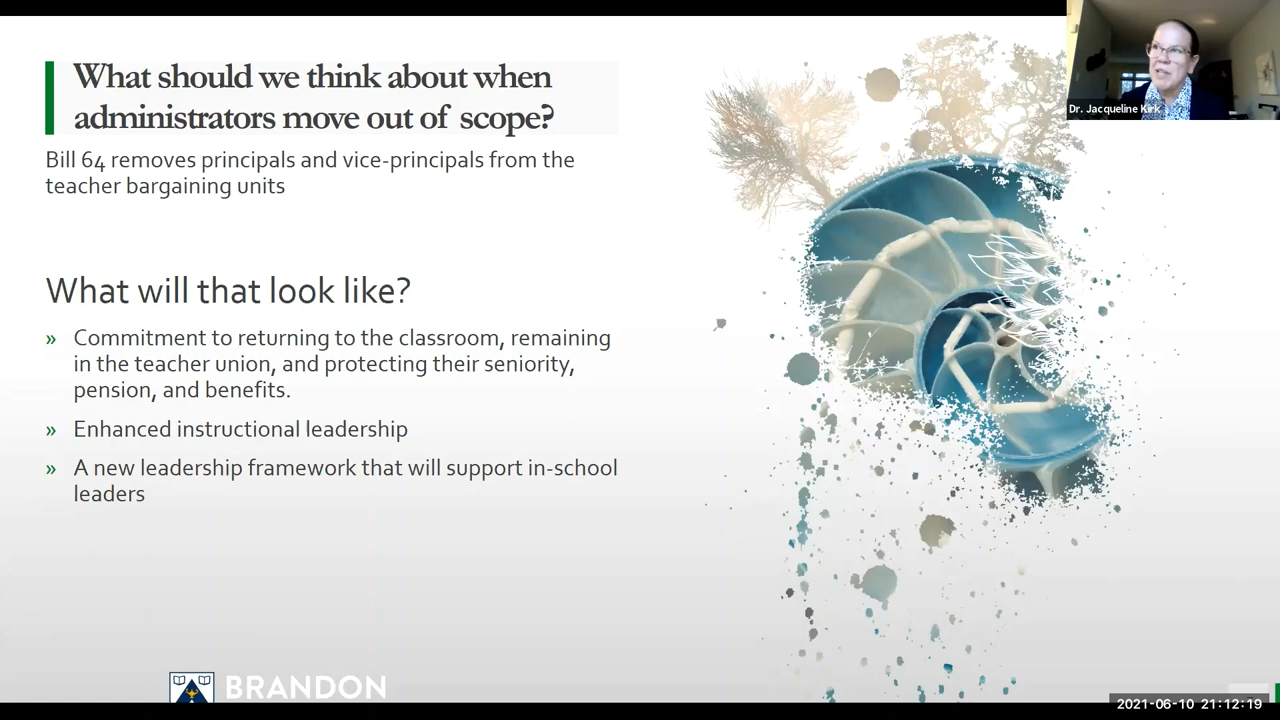 What should we think about when
administrators move out of scope?
Bill 64 removes principals and vice-principals from the
teacher bargaining units
What will that look like?
» Commitment to returning to the classroom, remaining
in the teacher union, and protecting their seniority,
pension, and benefits.
» Enhanced instructional leadership
» A new leadership framework that will support in-school
leaders
Dr. Jacqueline Kirk
BRANDON
2021-06-10 21:12:19